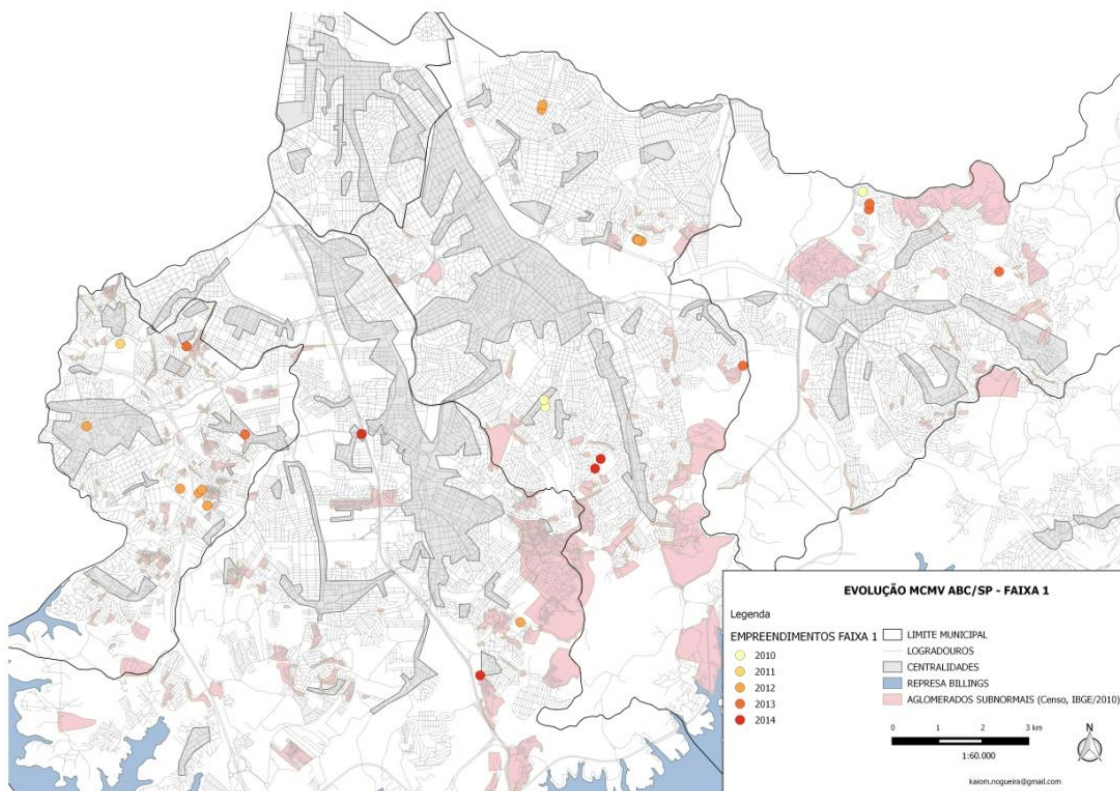 EVOLUÇÃO MCMV ABC/SP - FAIXA 1
Legenda
EMPREENDIMENTOS FAIXA 1
2010
2011
2012
2013
2014
LIMITE MUNICIPAL
LOGRADOUROS
CENTRALIDADES
REPRESA BILLINGS
AGLOMERADOS SUBNORMAIS (Censo, IBGE/2010)
0 1 2 3 km
1:60.000
N
kaiom.nogueira@gmail.com